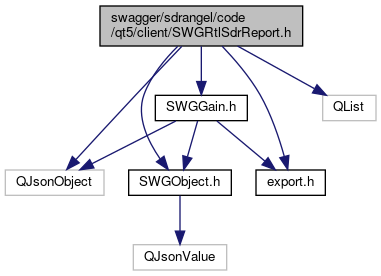 swagger/sdrangel/code
/qt5/client/SWGRtlSdrReport.h
SWGGain.h
QList
QJsonObject
SWGObject.h
export.h
QJsonValue